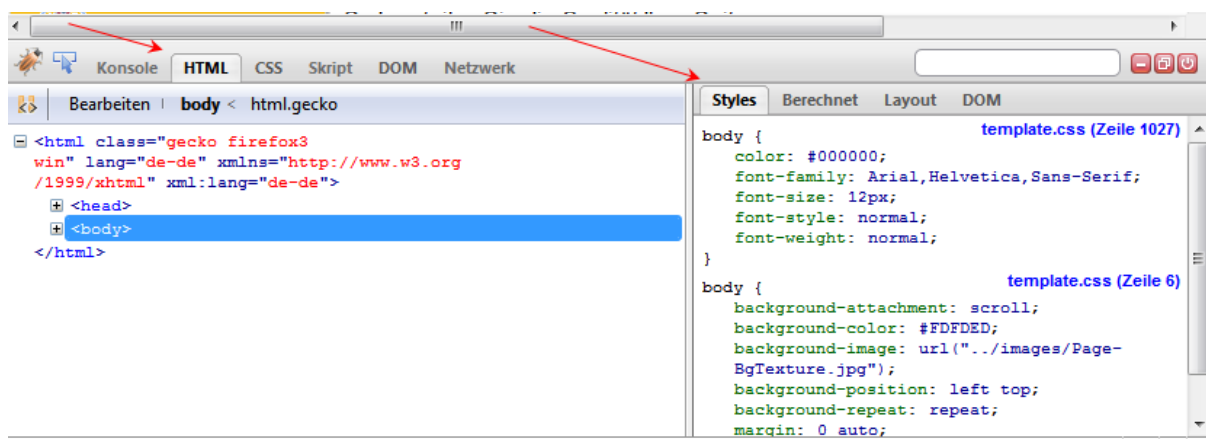 Konsole HTML CSS Skript DOM Netzwerk
Bearbeiten body < html.gecko
<html class="gecko firefox3
win" lang="de-de" xmlns="http://www.w3.org
/1999/xhtml" xml:lang="de-de">
<head>
<body>
</html>
Styles Berechnet Layout DOM
body { template.css (Zeile 1027)
color: #000000;
font-family: Arial,Helvetica,Sans-Serif;
font-size: 12px;
font-style: normal;
font-weight: normal;
}
body { template.css (Zeile 6)
background-attachment: scroll;
background-color: #FDFDED;
background-image: url("../images/Page-
BgTexture.jpg");
background-position: left top;
background-repeat: repeat;
margin: 0 auto;